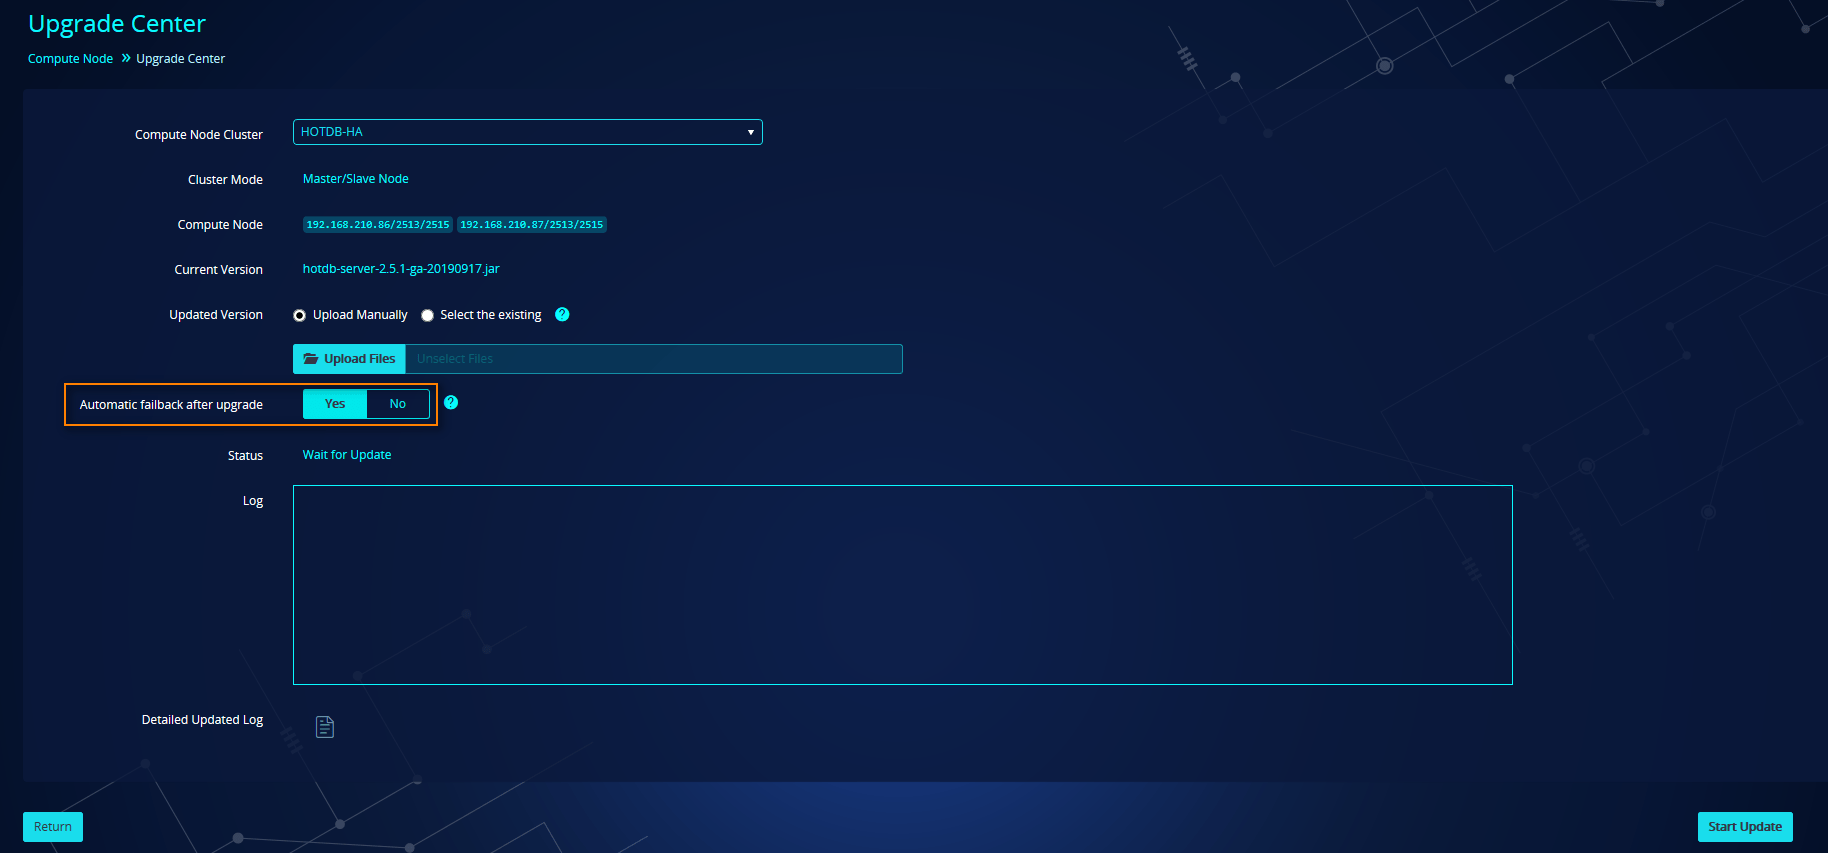 Upgrade Center
Compute Node » Upgrade Center
Compute Node Cluster HOTDB-HA
Cluster Mode Master/Slave Node
Compute Node 192.168.210.86/2513/2515 192.168.210.87/2513/2515
Current Version hotdb-server-2.5.1-ga-20190917.jar
Updated Version Upload Manually Select the existing ?
Upload Files Unselect Files
Automatic failback after upgrade Yes No ?
Status Wait for Update
Log
Detailed Updated Log
Return Start Update